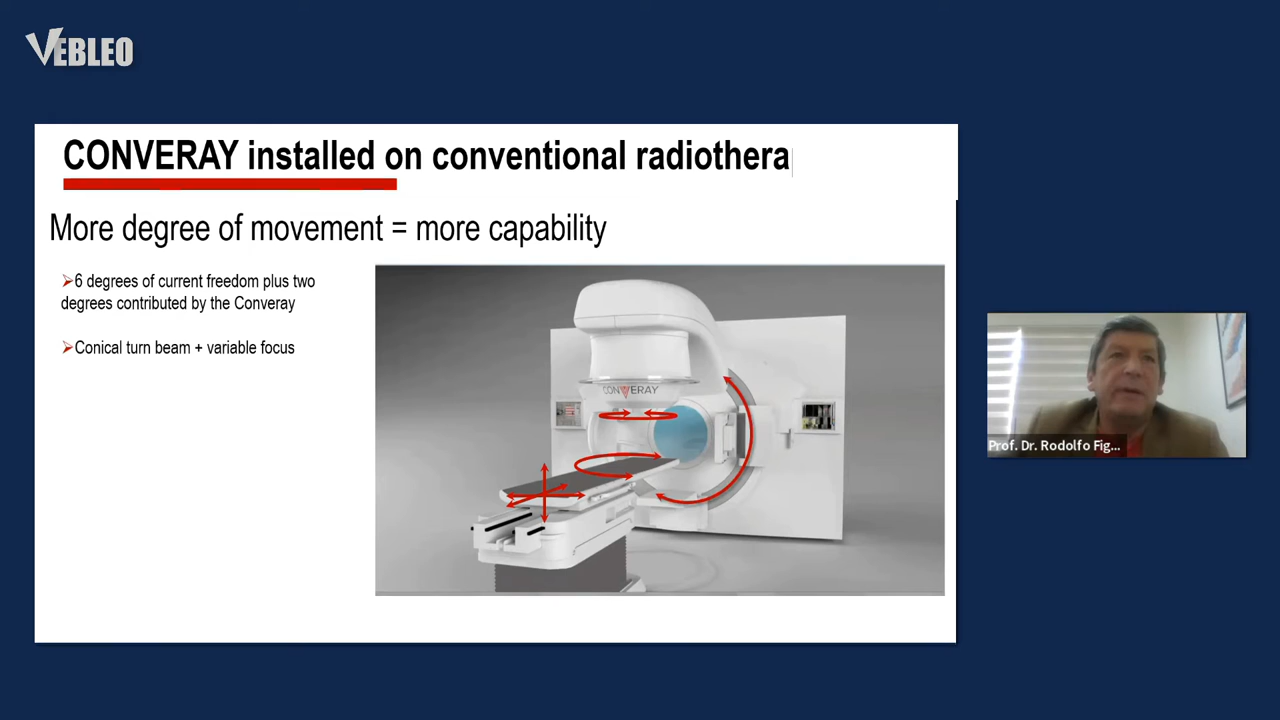 VEBLEO
CONVERAY installed on conventional radiothera
More degree of movement = more capability
➢6 degrees of current freedom plus two
degrees contributed by the Converay
➢Conical turn beam + variable focus
CONVERAY
Prof. Dr. Rodolfo Fig...